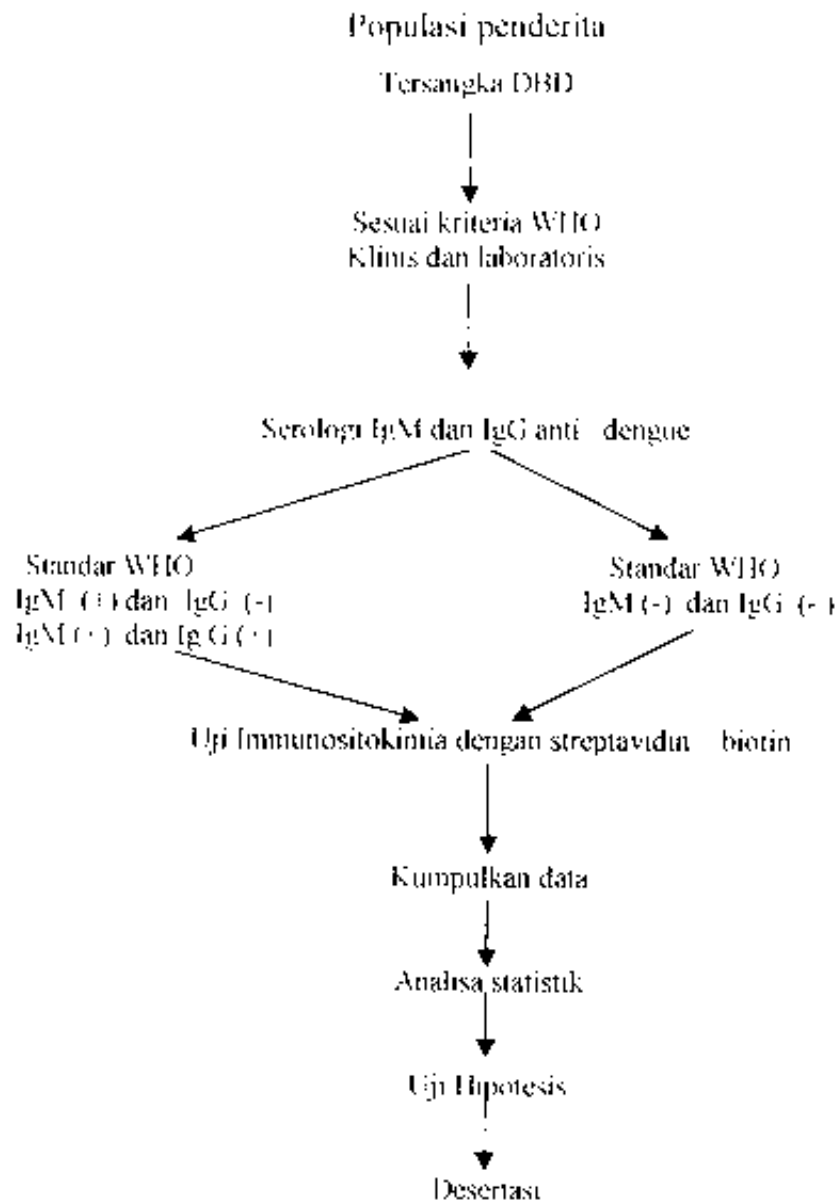 Populasi penderita
Tersangka DBD
Sesuai kriteria WHO
Klinis dan laboratoris
Serologi IgM dan IgG anti dengue
Standar WHO
IgM (+) dan IgG (-)
IgM (+) dan IgG (+)
Standar WHO
IgM (-) dan IgG (-)
Uji Immunositokimia dengan streptavidin biotin
Kumpulkan data
Analisa statistik
Uji Hipotesis
Desertasi